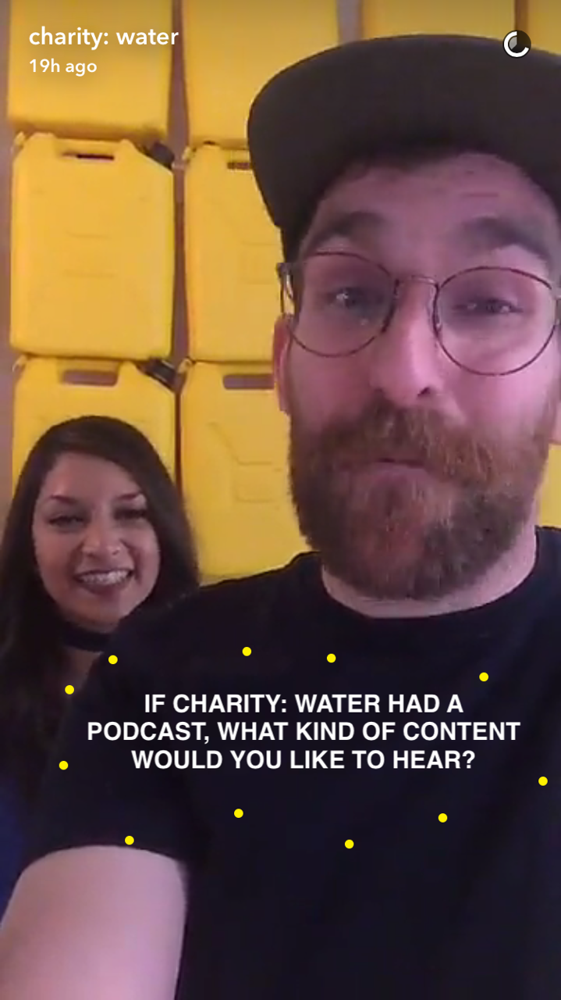 charity: water
19h ago
IF CHARITY: WATER HAD A
PODCAST, WHAT KIND OF CONTENT
WOULD YOU LIKE TO HEAR?